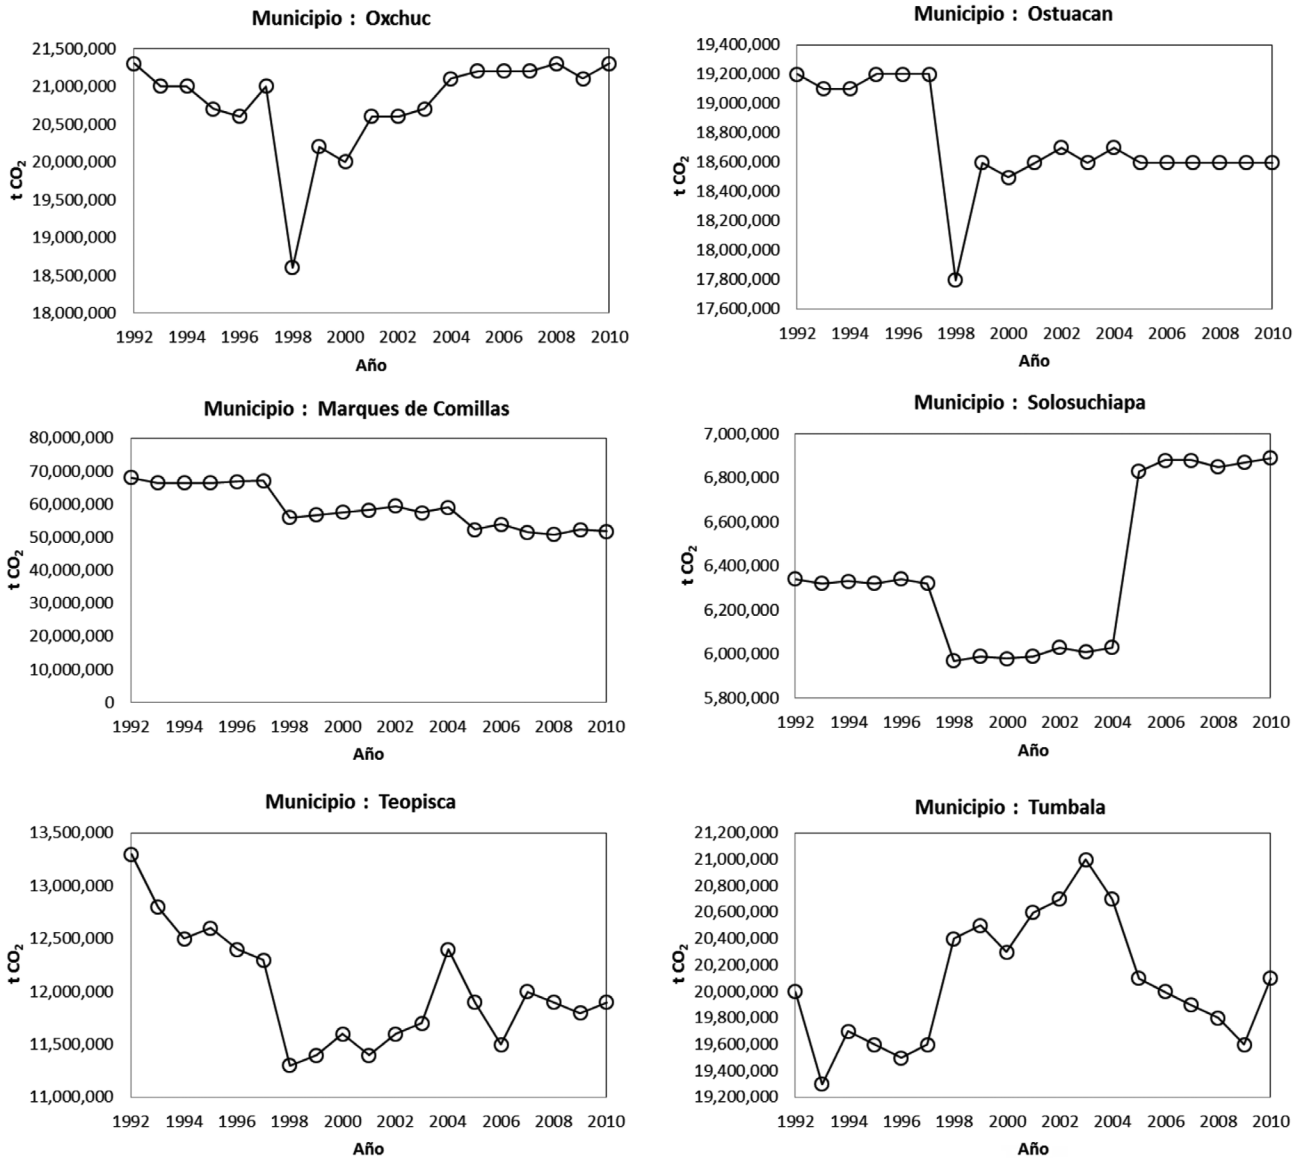 Municipio : Oxchuc
21,500,000
21,000,000
20,500,000
20,000,000
19,500,000
19,000,000
18,500,000
18,000,000
t CO₂
1992 1994 1996 1998 2000 2002 2004 2006 2008 2010
Año
Municipio : Ostuacan
19,400,000
19,200,000
19,000,000
18,800,000
18,600,000
18,400,000
18,200,000
18,000,000
17,800,000
17,600,000
t CO₂
1992 1994 1996 1998 2000 2002 2004 2006 2008 2010
Año
Municipio : Marques de Comillas
80,000,000
70,000,000
60,000,000
50,000,000
40,000,000
30,000,000
20,000,000
10,000,000
0
t CO₂
1992 1994 1996 1998 2000 2002 2004 2006 2008 2010
Año
Municipio : Solosuchiapa
7,000,000
6,800,000
6,600,000
6,400,000
6,200,000
6,000,000
5,800,000
t CO₂
1992 1994 1996 1998 2000 2002 2004 2006 2008 2010
Año
Municipio : Teopisca
13,500,000
13,000,000
12,500,000
12,000,000
11,500,000
11,000,000
t CO₂
1992 1994 1996 1998 2000 2002 2004 2006 2008 2010
Año
Municipio : Tumbala
21,200,000
21,000,000
20,800,000
20,600,000
20,400,000
20,200,000
20,000,000
19,800,000
19,600,000
19,400,000
19,200,000
t CO₂
1992 1994 1996 1998 2000 2002 2004 2006 2008 2010
Año